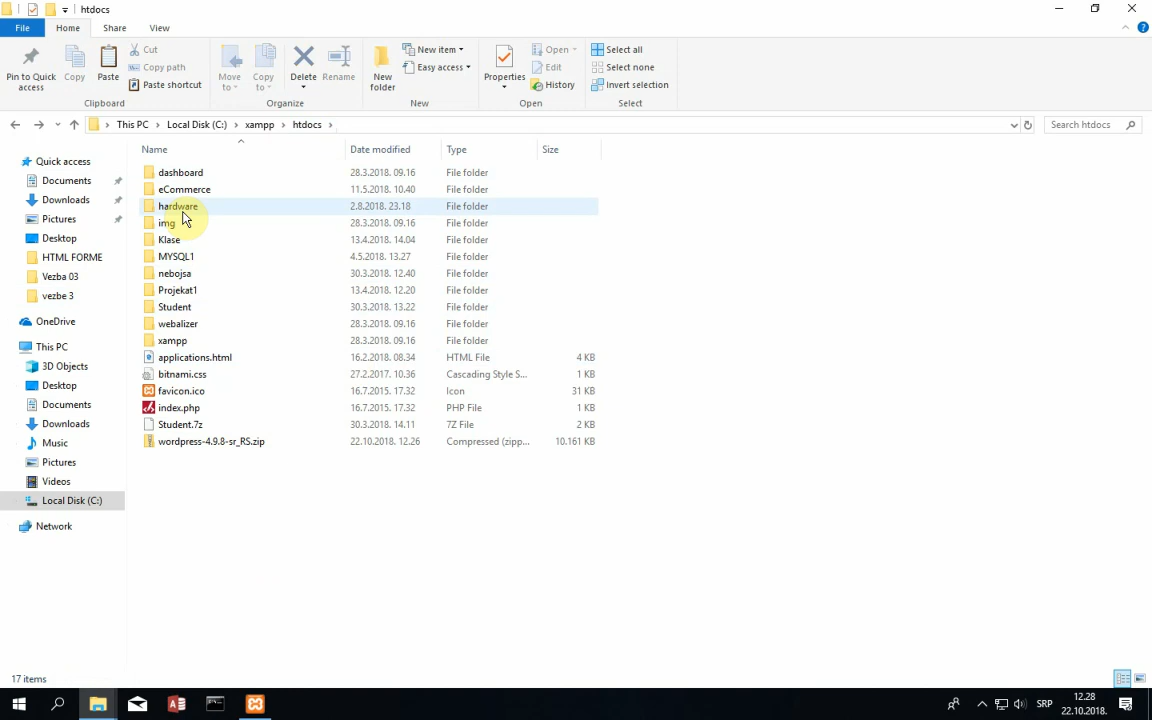 htdocs
File Home Share View
Pin to Quick access
Copy
Paste
Cut
Copy path
Paste shortcut
Clipboard
Move to
Copy to
Delete
Rename
Organize
New folder
New item
Easy access
New
Properties
Open
Edit
History
Open
Select all
Select none
Invert selection
Select
This PC > Local Disk (C:) > xampp > htdocs >
Search htdocs
Quick access
Documents
Downloads
Pictures
Desktop
HTML FORME
Vezba 03
vezbe 3
OneDrive
This PC
3D Objects
Desktop
Documents
Downloads
Music
Pictures
Videos
Local Disk (C:)
Network
Name Date modified Type Size
dashboard 28.3.2018. 09.16 File folder
eCommerce 11.5.2018. 10.40 File folder
hardware 2.8.2018. 23.18 File folder
img 28.3.2018. 09.16 File folder
Klase 13.4.2018. 14.04 File folder
MYSQL1 4.5.2018. 13.27 File folder
nebojsa 30.3.2018. 12.40 File folder
Projekat1 13.4.2018. 12.20 File folder
Student 30.3.2018. 13.22 File folder
webalizer 28.3.2018. 09.16 File folder
xampp 28.3.2018. 09.16 File folder
applications.html 16.2.2018. 08.34 HTML File 4 KB
bitnami.css 27.2.2017. 10.36 Cascading Style S... 1 KB
favicon.ico 16.7.2015. 17.32 Icon 31 KB
index.php 16.7.2015. 17.32 PHP File 1 KB
Student.7z 30.3.2018. 14.11 7Z File 2 KB
wordpress-4.9.8-sr_RS.zip 22.10.2018. 12.26 Compressed (zipp... 10.161 KB
17 items
SRP
12.28
22.10.2018.